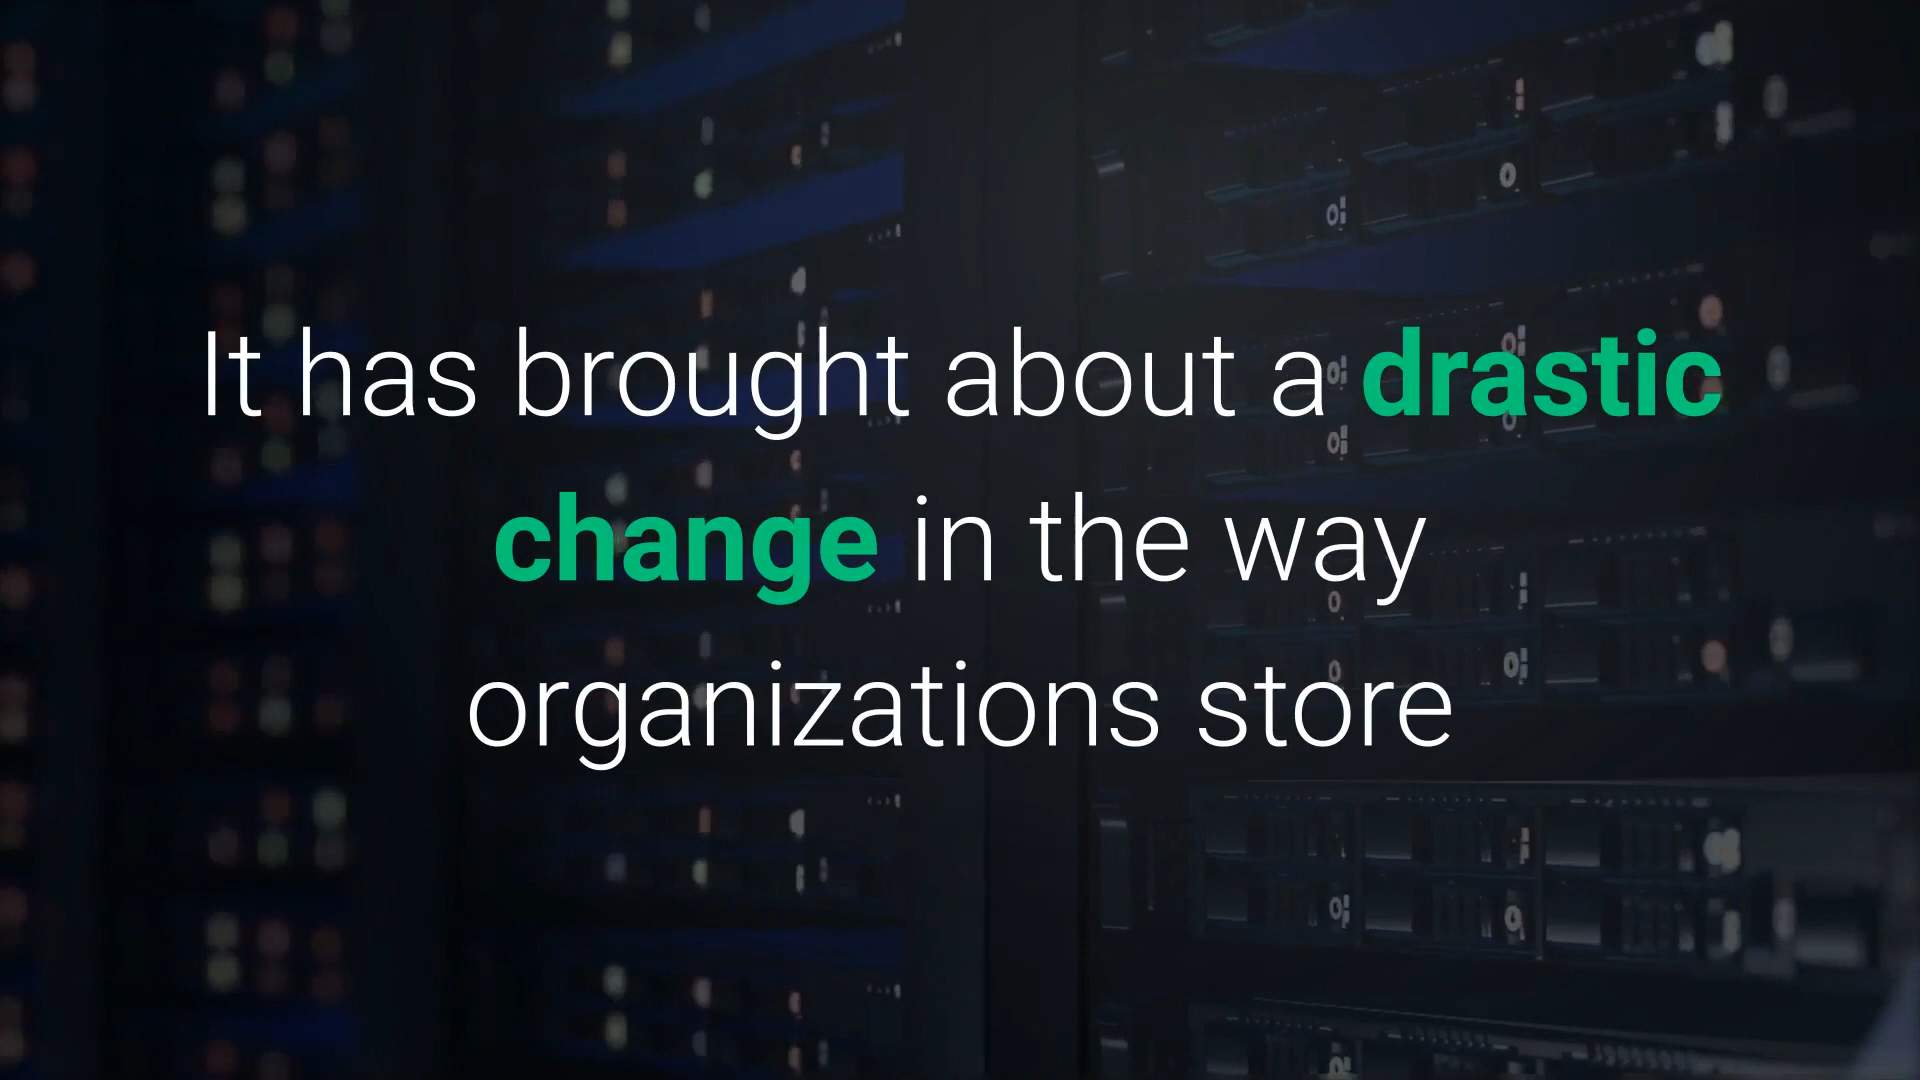 It has brought about a drastic
change in the way
organizations store